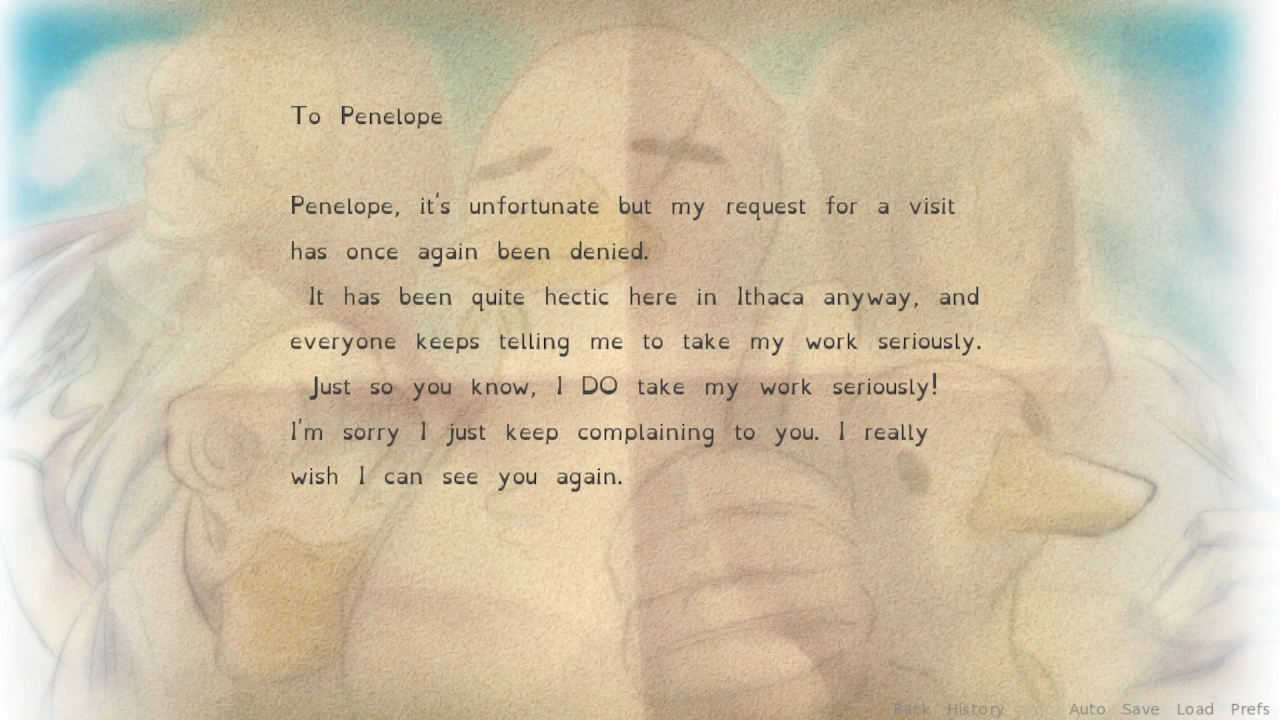 To Penelope
Penelope, it's unfortunate but my request for a visit
has once again been denied.
It has been quite hectic here in Ithaca anyway, and
everyone keeps telling me to take my work seriously.
Just so you know, I DO take my work seriously!
I'm sorry I just keep complaining to you. I really
wish I can see you again.
Back History Auto Save Load Prefs